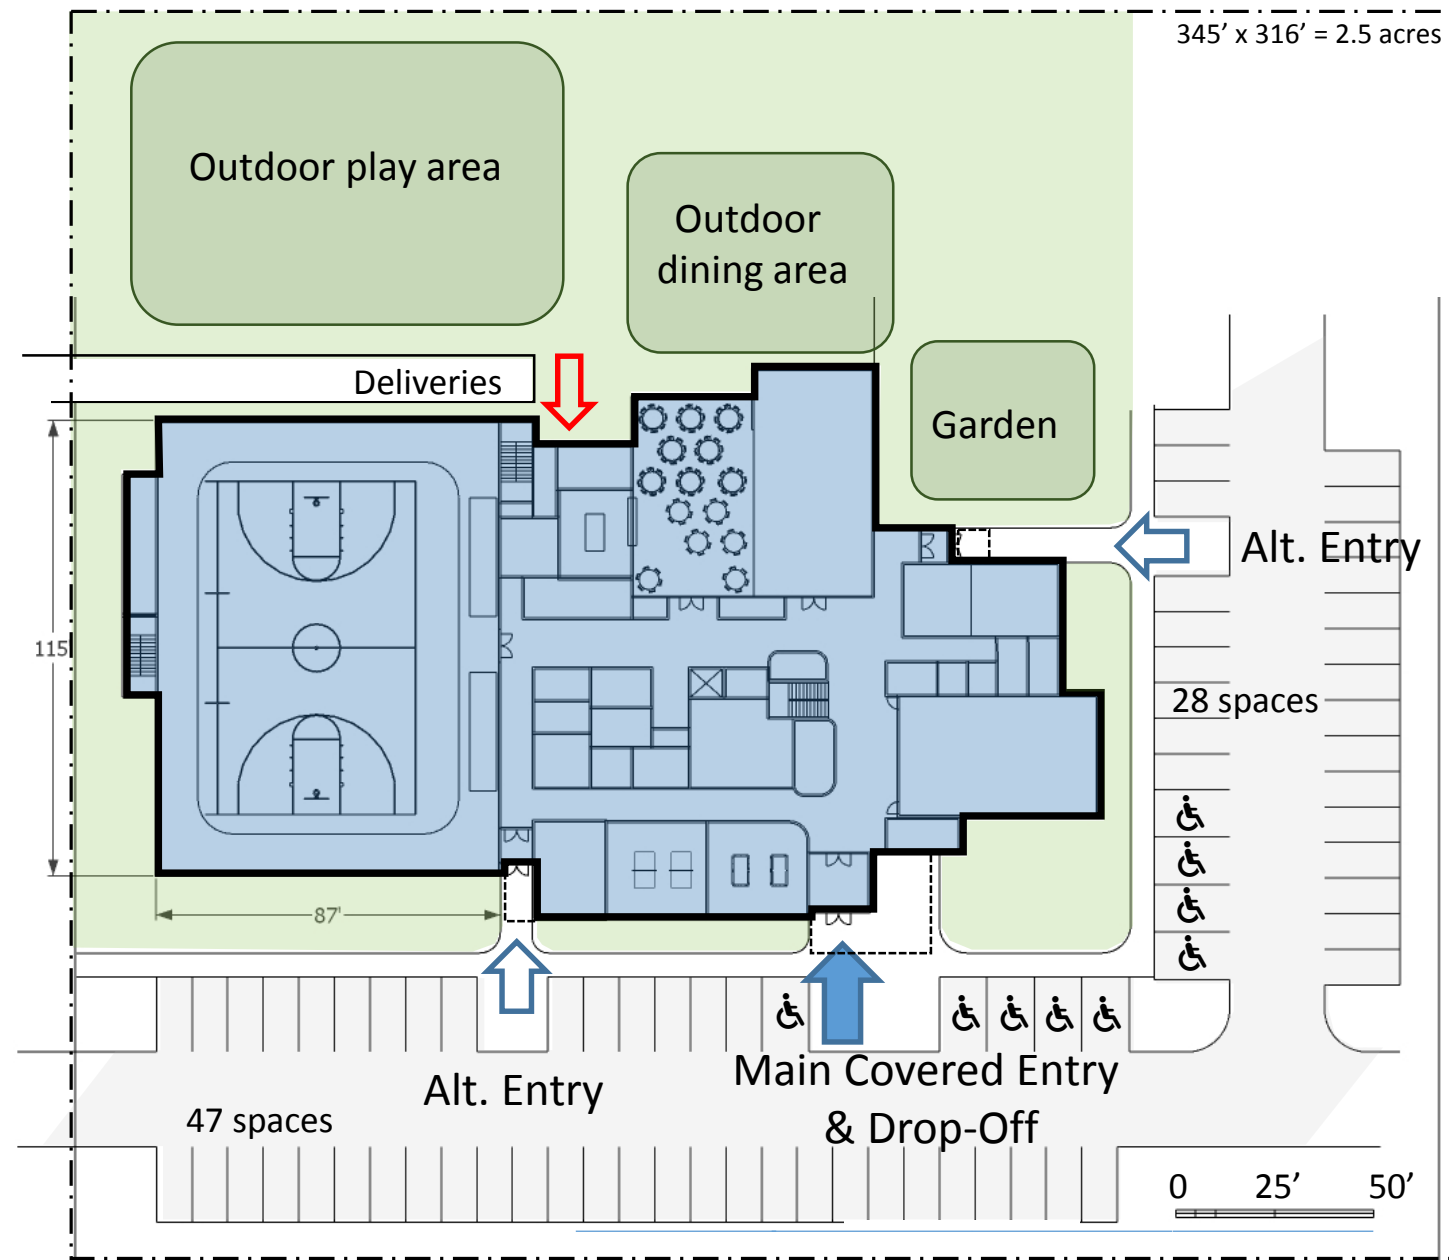 345’ x 316’ = 2.5 acres
Outdoor play area
Outdoor
dining area
Deliveries
Garden
Alt. Entry
115
28 spaces
87'
Alt. Entry
Main Covered Entry
& Drop-Off
47 spaces
0 25’ 50’